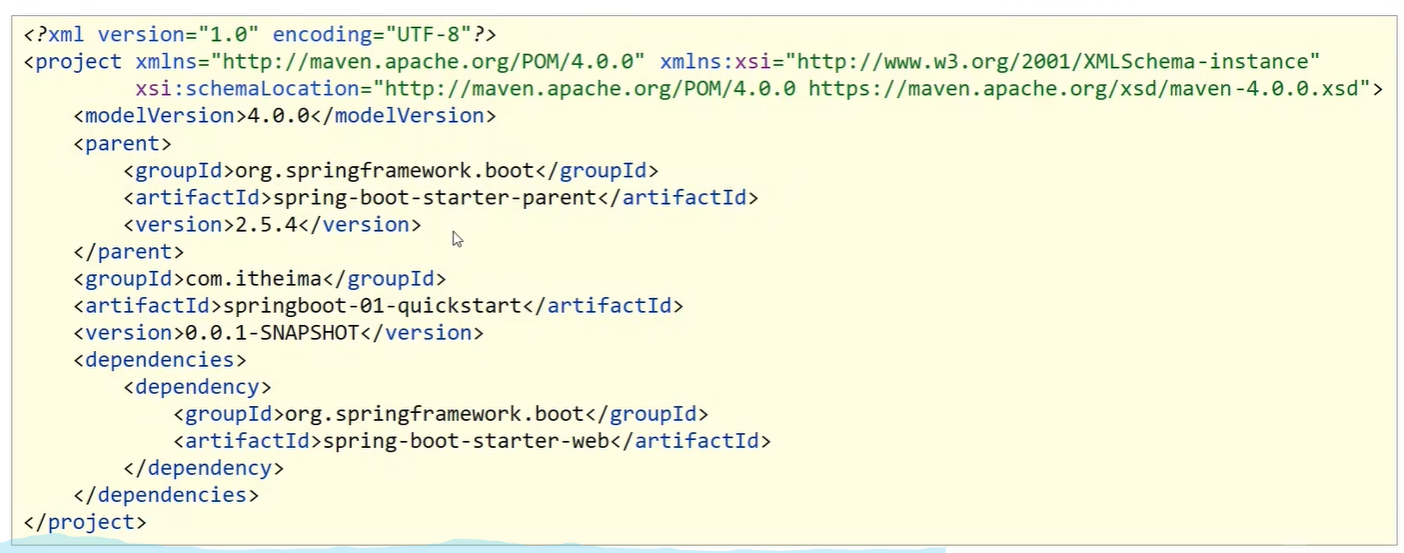 <?xml version="1.0" encoding="UTF-8"?>
<project xmlns="http://maven.apache.org/POM/4.0.0" xmlns:xsi="http://www.w3.org/2001/XMLSchema-instance"
         xsi:schemaLocation="http://maven.apache.org/POM/4.0.0 https://maven.apache.org/xsd/maven-4.0.0.xsd">
    <modelVersion>4.0.0</modelVersion>
    <parent>
        <groupId>org.springframework.boot</groupId>
        <artifactId>spring-boot-starter-parent</artifactId>
        <version>2.5.4</version>
    </parent>
    <groupId>com.itheima</groupId>
    <artifactId>springboot-01-quickstart</artifactId>
    <version>0.0.1-SNAPSHOT</version>
    <dependencies>
        <dependency>
            <groupId>org.springframework.boot</groupId>
            <artifactId>spring-boot-starter-web</artifactId>
        </dependency>
    </dependencies>
</project>